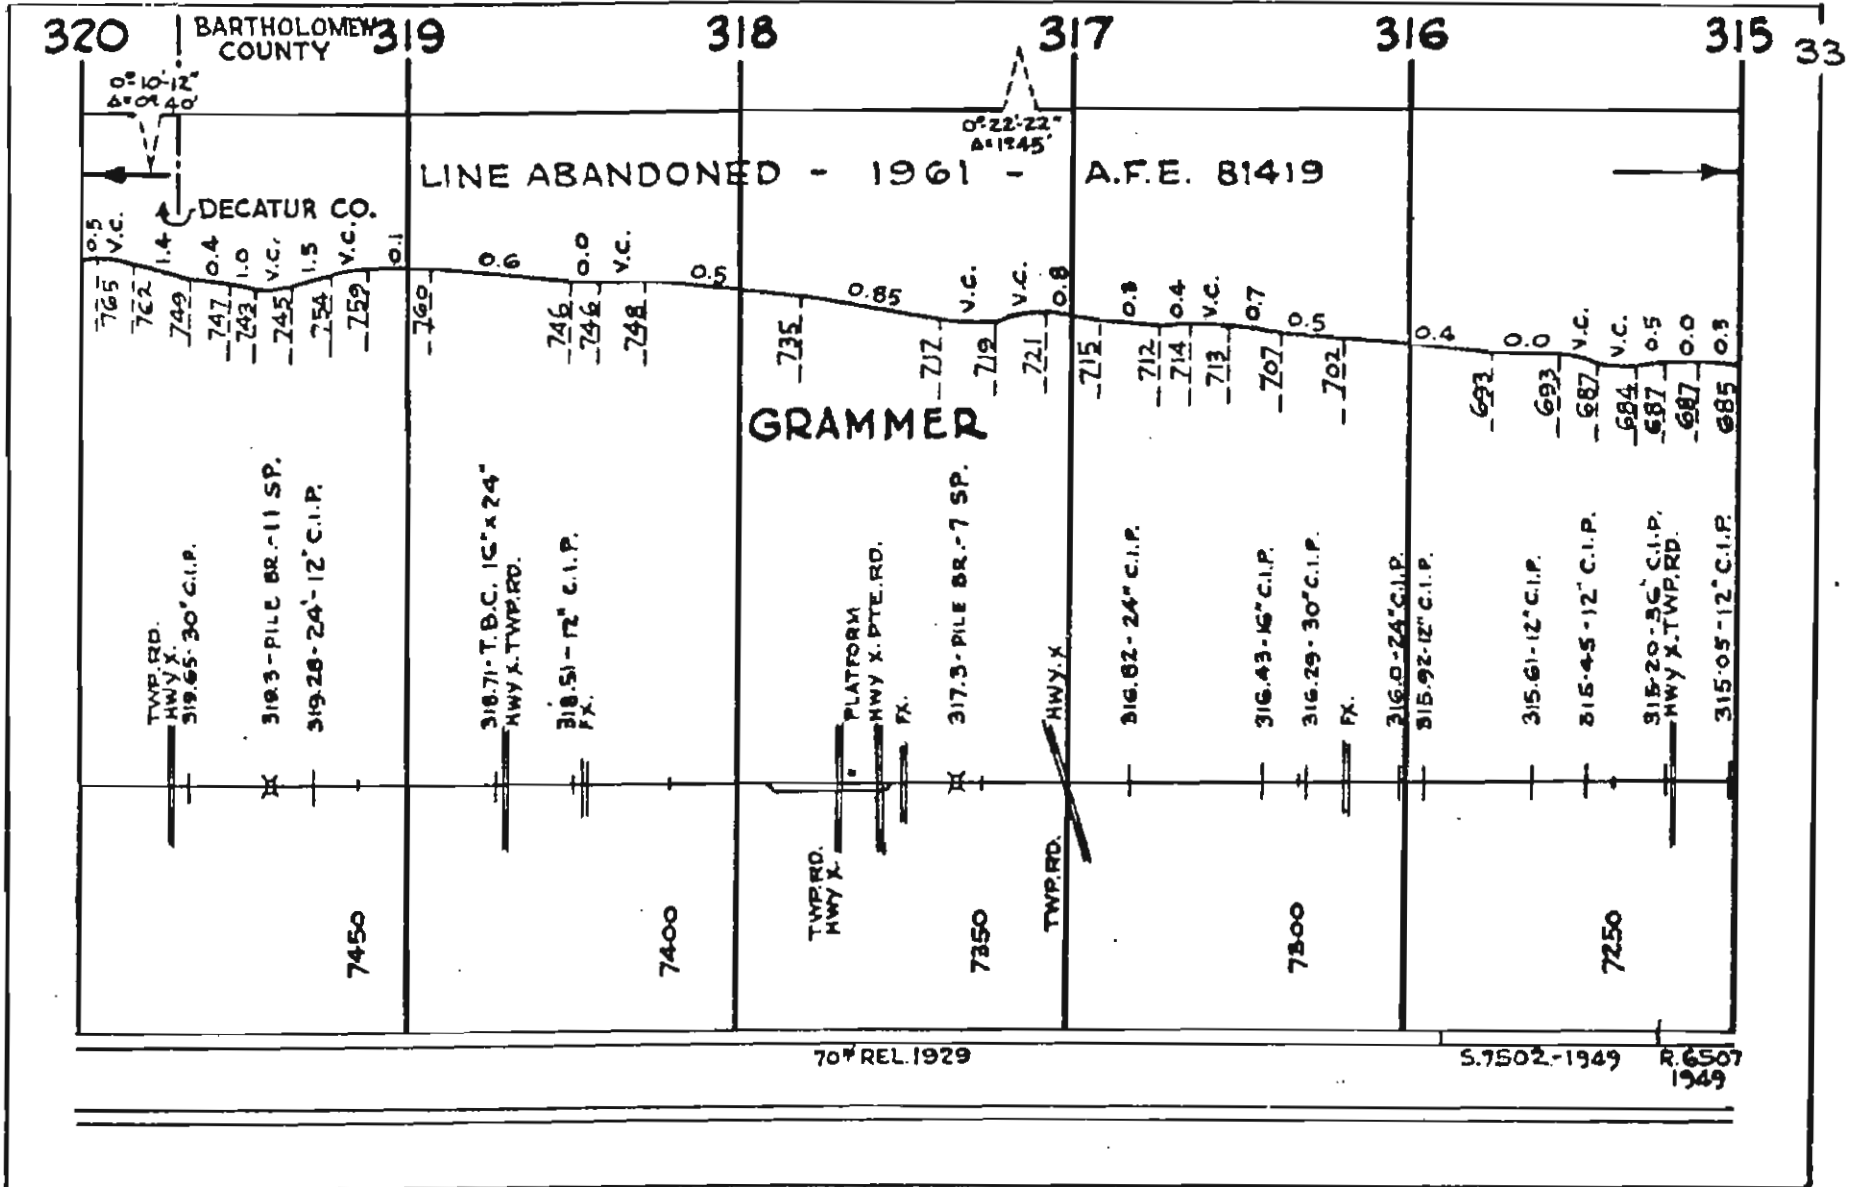 320
BARTHOLOMEW
COUNTY
319
318
317
316
315
33
0°-10'-12"
Δ=0°40'
0°-22'-22"
Δ=1°45'
LINE ABANDONED - 1961 - A.F.E. 81419
DECATUR CO.
0.5
V.C.
1.4
0.4
1.0
V.C.
1.5
V.C.
0.1
0.6
0.0
V.C.
0.5
0.85
V.C.
V.C.
0.8
0.3
0.4
V.C.
0.7
0.5
0.4
0.0
V.C.
V.C.
0.5
0.0
0.3
765
762
749
747
743
745
754
759
760
746
746
748
735
717
719
721
715
712
714
713
707
702
693
693
687
684
687
687
685
GRAMMER
TWP. RD.
HWY X.
319.65-30" C.I.P.
319.3-PILE BR.-11 SP.
319.28-24'-12" C.I.P.
318.71-T.B.C. 16"x24"
HWY X. TWP. RD.
318.51-12" C.I.P.
FX.
PLATFORM
HWY X. PTE. RD.
FX.
317.3-PILE BR.-7 SP.
HWY. X
316.82-24" C.I.P.
316.43-16" C.I.P.
316.29-30" C.I.P.
FX.
316.0-24" C.I.P.
315.92-12" C.I.P.
315.61-12" C.I.P.
315.45-12" C.I.P.
315.20-36" C.I.P.
HWY X. TWP. RD.
315.05-12" C.I.P.
TWP. RD.
HWY X
TWP. RD.
7450
7400
7350
7300
7250
70# REL. 1929
S.7502-1949
R.6507
1949